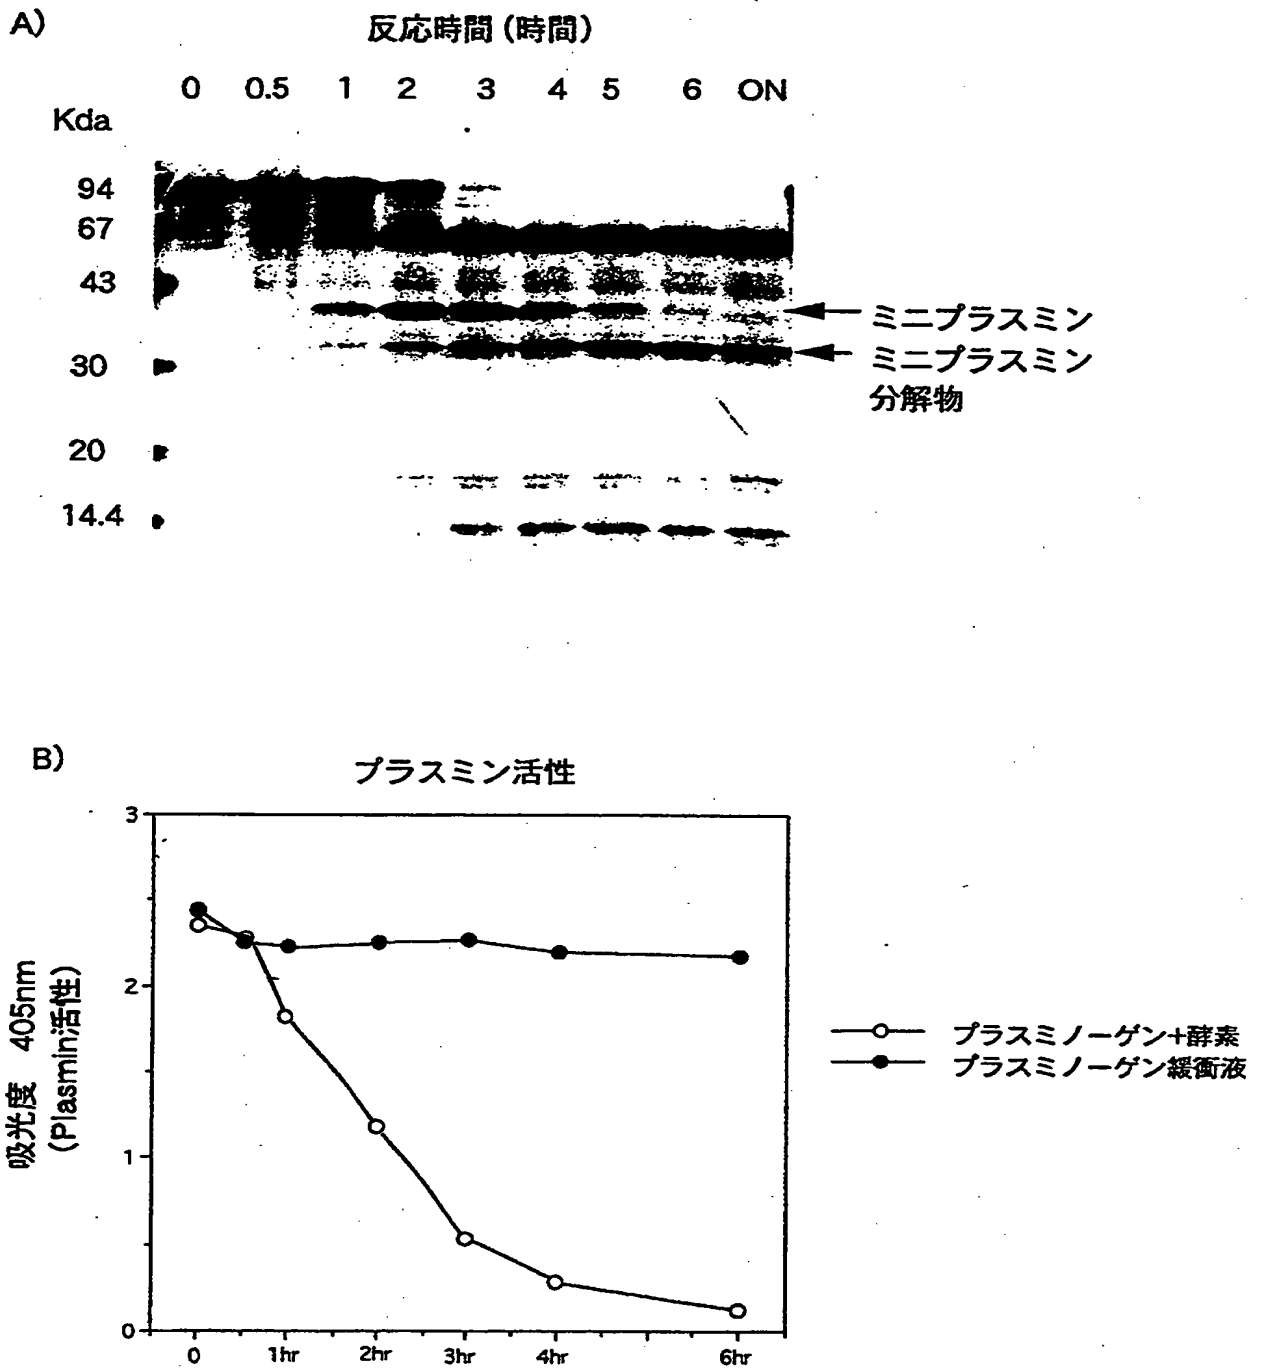 A)
反応時間 (時間)
0 0.5 1 2 3 4 5 6 ON
Kda
94
67
43
ミニプラスミン
ミニプラスミン
分解物
30
20
14.4
B)
プラスミン活性
3
2
1
0
吸光度 405nm
(Plasmin活性)
プラスミノーゲン+酵素
プラスミノーゲン緩衝液
0 1hr 2hr 3hr 4hr 6hr